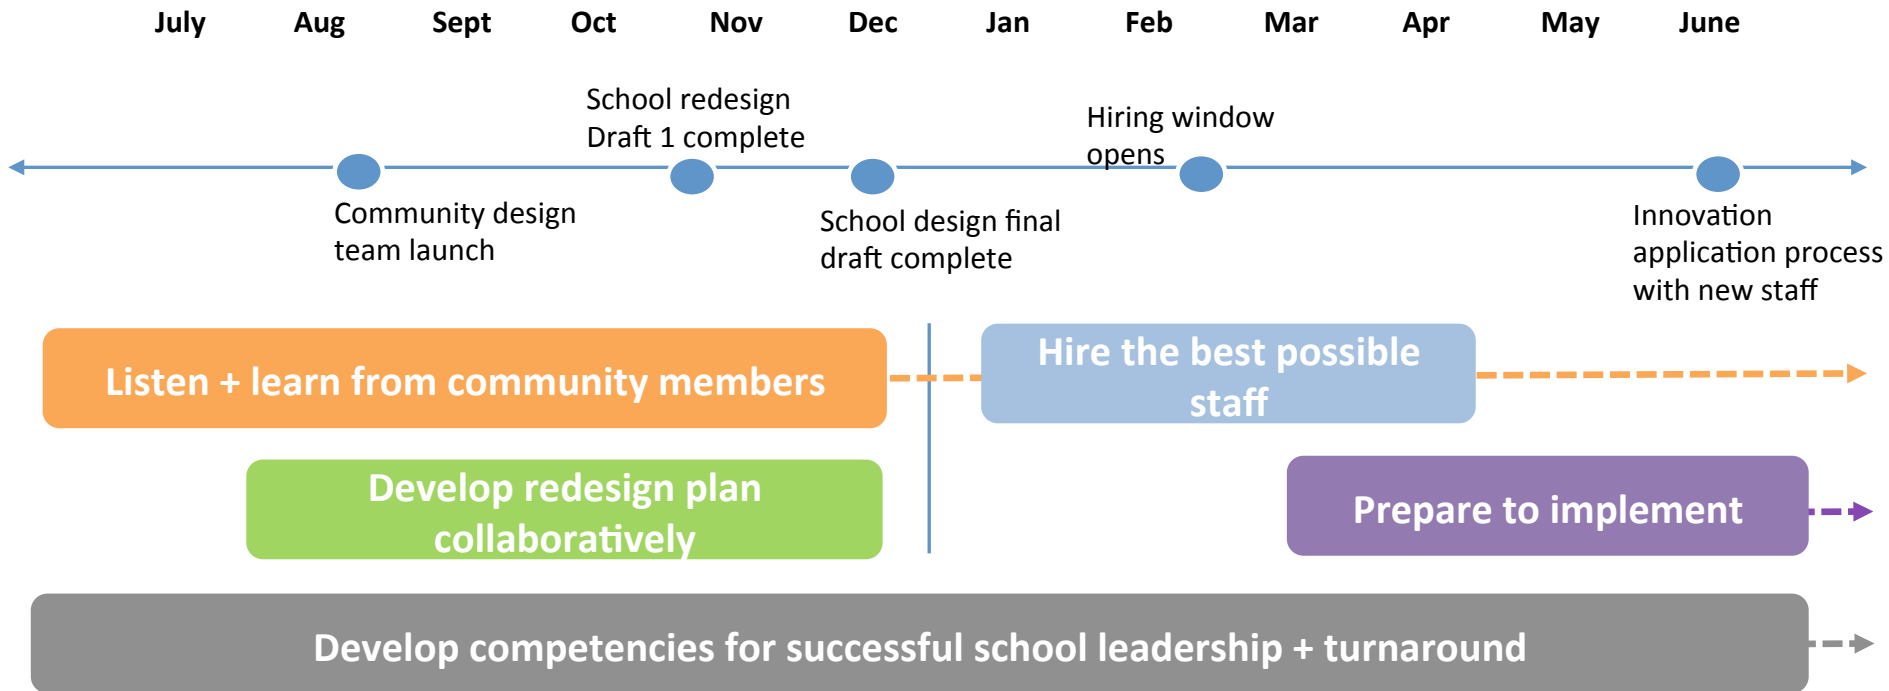 July Aug Sept Oct Nov Dec Jan Feb Mar Apr May June
School redesign
Draft 1 complete
Hiring window
opens
Community design
team launch
School design final
draft complete
Innovation
application process
with new staff
Listen + learn from community members
Hire the best possible
staff
Develop redesign plan
collaboratively
Prepare to implement
Develop competencies for successful school leadership + turnaround